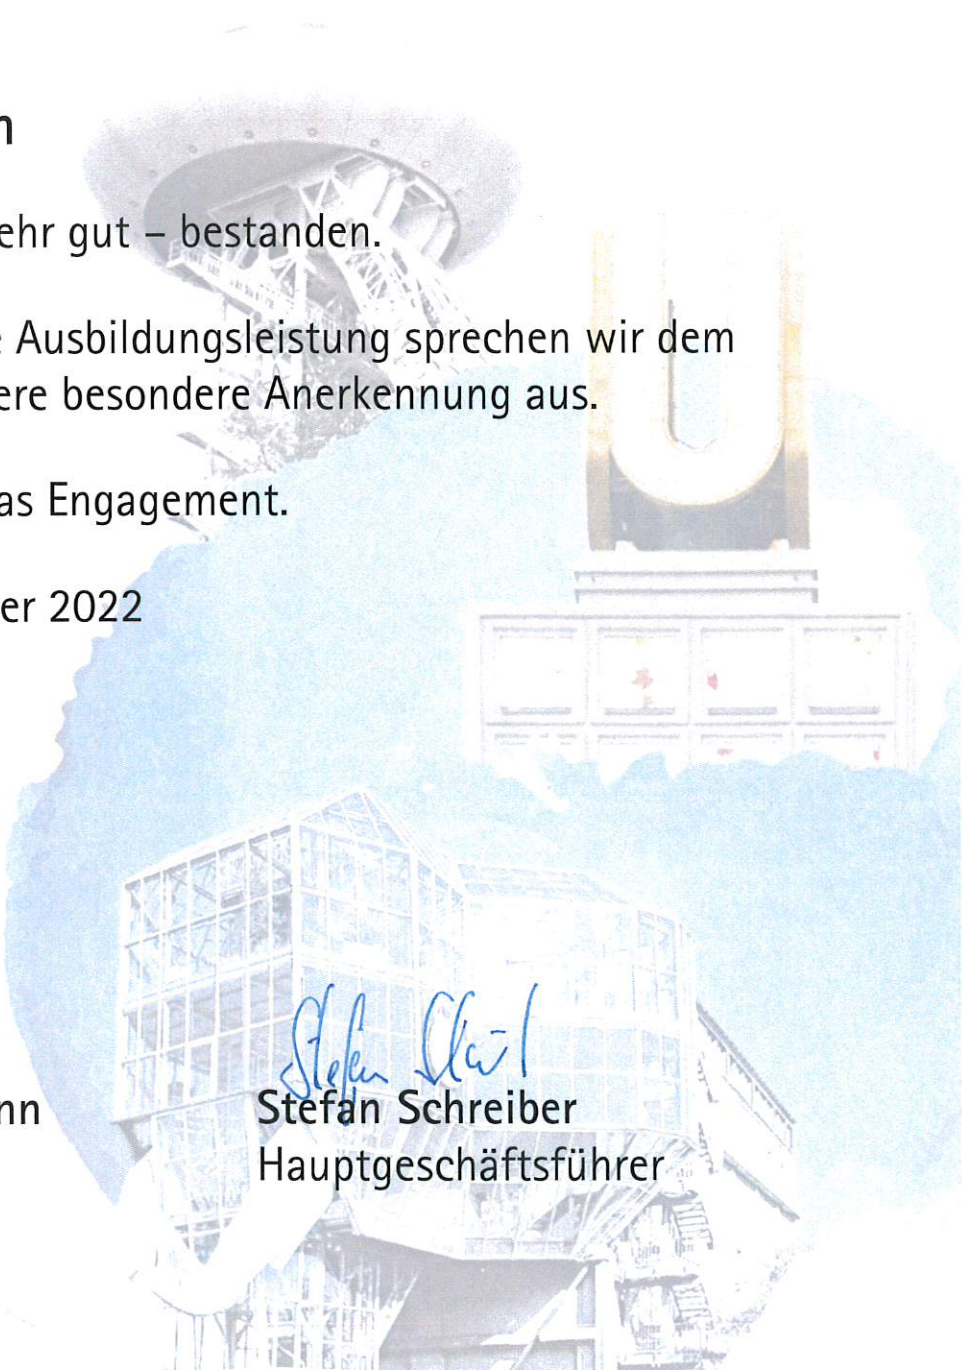 n
ehr gut – bestanden.
e Ausbildungsleistung sprechen wir dem
ere besondere Anerkennung aus.
as Engagement.
er 2022
nn
Stefan Schreiber
Hauptgeschäftsführer